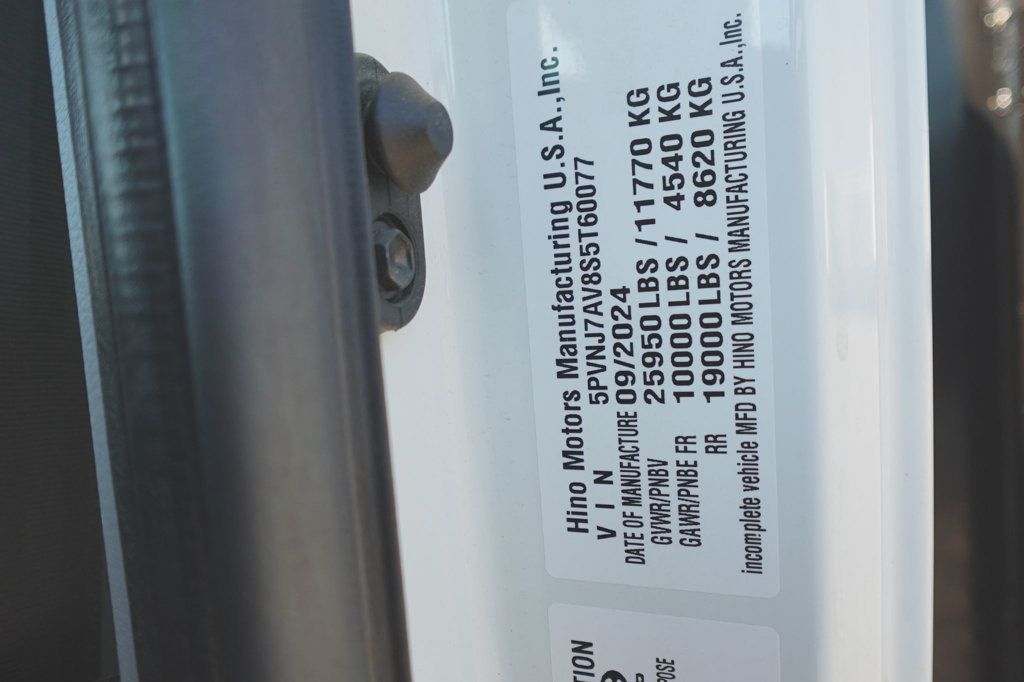 Hino Motors Manufacturing U.S.A.,Inc.
V I N 5PVNJ7AV8S5T60077
DATE OF MANUFACTURE 09/2024
GVWR/PNBV 25950 LBS / 11770 KG
GAWR/PNBE FR 10000 LBS / 4540 KG
RR 19000 LBS / 8620 KG
incomplete vehicle MFD BY HINO MOTORS MANUFACTURING U.S.A.,Inc.